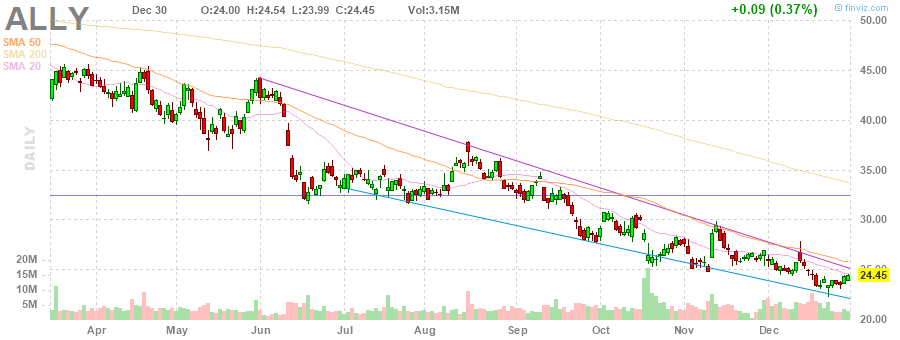 ALLY Dec 30 O:24.00 H:24.54 L:23.99 C:24.45 Vol:3.15M +0.09 (0.37%) © finviz.com
SMA 50
SMA 200
SMA 20
DAILY
50.00
45.00
40.00
35.00
30.00
25.00
24.45
20.00
20M
15M
10M
5M
Apr May Jun Jul Aug Sep Oct Nov Dec